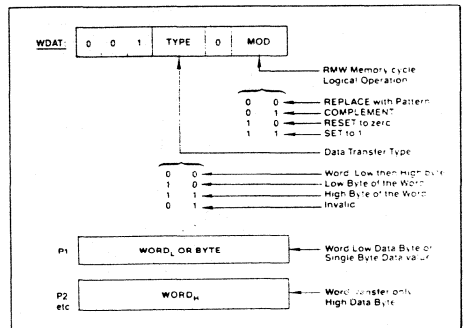 WDAT: 0 0 1 TYPE 0 MOD
RMW Memory cycle
Logical Operation
0 0 REPLACE with Pattern
0 1 COMPLEMENT
1 0 RESET to zero
1 1 SET to 1
Data Transfer Type
0 0 Word, Low then High byte
1 0 Low Byte of the Word
1 1 High Byte of the Word
0 1 Invalid
P1 WORDL OR BYTE Word Low Data Byte or
Single Byte Data value
P2 WORDH Word transfer only
etc High Data Byte